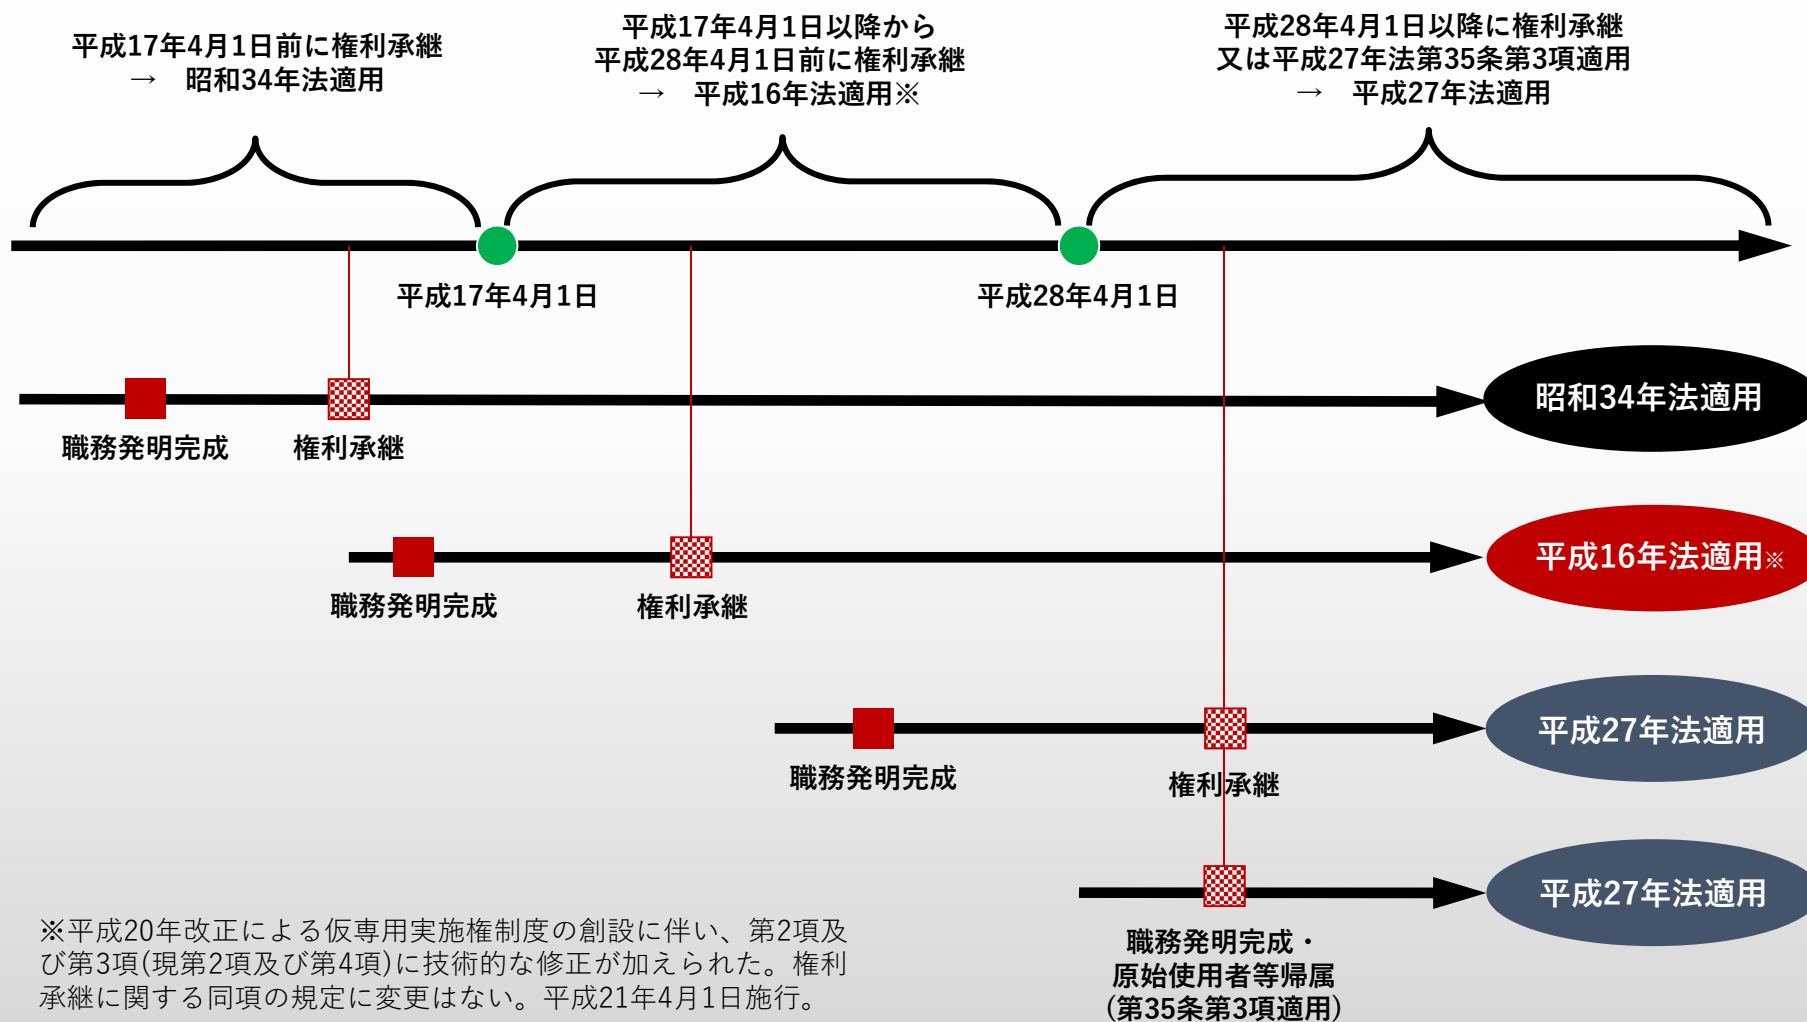 平成17年4月1日前に権利承継
→　昭和34年法適用
平成17年4月1日以降から
平成28年4月1日前に権利承継
→　平成16年法適用※
平成28年4月1日以降に権利承継
又は平成27年法第35条第3項適用
→　平成27年法適用
平成17年4月1日
平成28年4月1日
職務発明完成
権利承継
昭和34年法適用
職務発明完成
権利承継
平成16年法適用※
職務発明完成
権利承継
平成27年法適用
職務発明完成・
原始使用者等帰属
(第35条第3項適用)
平成27年法適用
※平成20年改正による仮専用実施権制度の創設に伴い、第2項及
び第3項(現第2項及び第4項)に技術的な修正が加えられた。権利
承継に関する同項の規定に変更はない。平成21年4月1日施行。